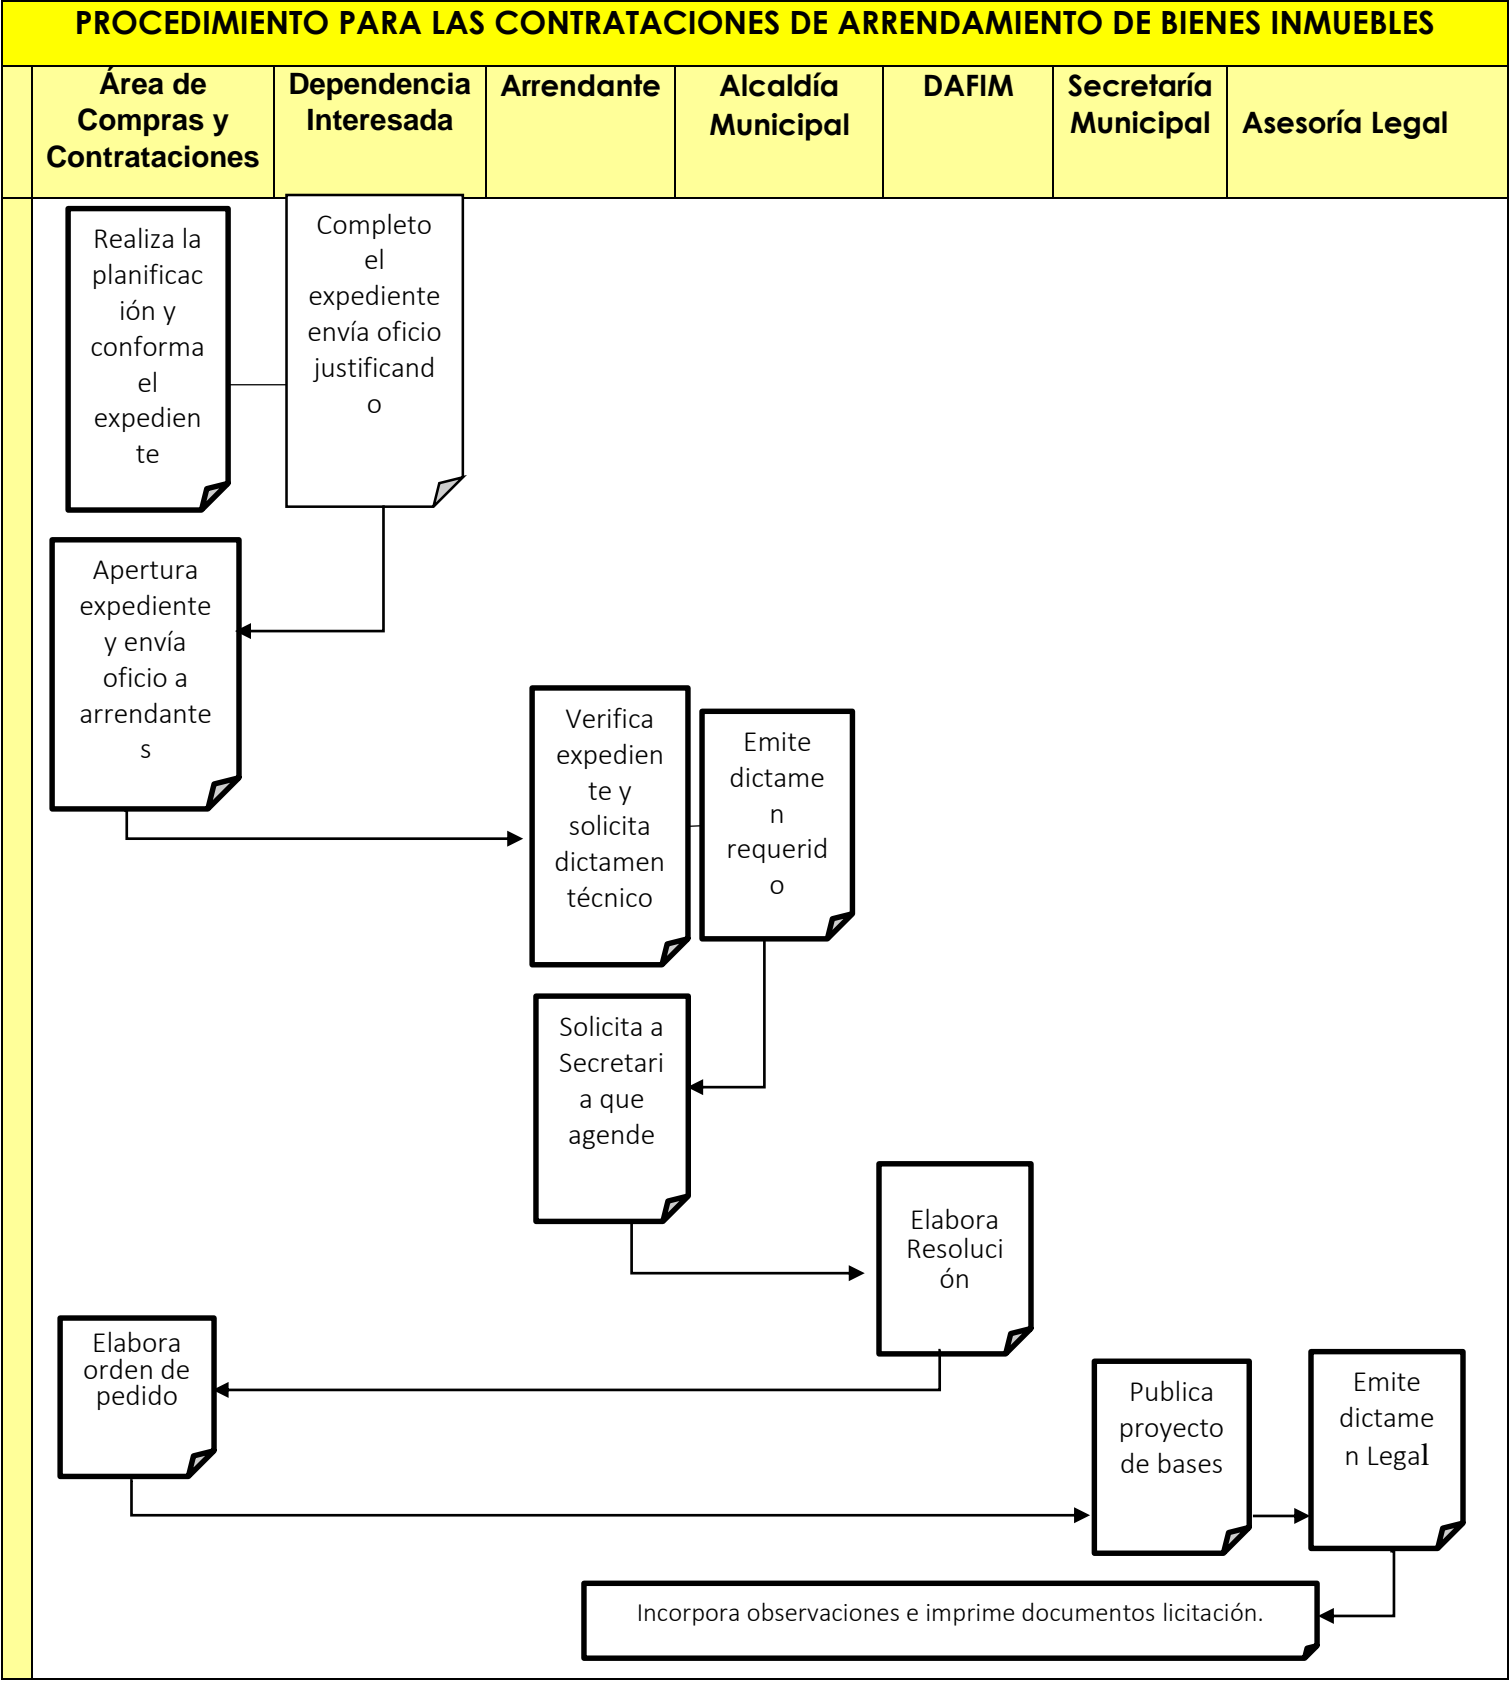 PROCEDIMIENTO PARA LAS CONTRATACIONES DE ARRENDAMIENTO DE BIENES INMUEBLES
Área de
Compras y
Contrataciones
Dependencia
Interesada
Arrendante
Alcaldía
Municipal
DAFIM
Secretaría
Municipal
Asesoría Legal
Realiza la
planificac
ión y
conforma
el
expedien
te
Completo
el
expediente
envía oficio
justificand
o
Apertura
expediente
y envía
oficio a
arrendante
s
Verifica
expedien
te y
solicita
dictamen
técnico
Emite
dictame
n
requerid
o
Solicita a
Secretari
a que
agende
Elabora
Resoluci
ón
Elabora
orden de
pedido
Publica
proyecto
de bases
Emite
dictame
n Legal
Incorpora observaciones e imprime documentos licitación.